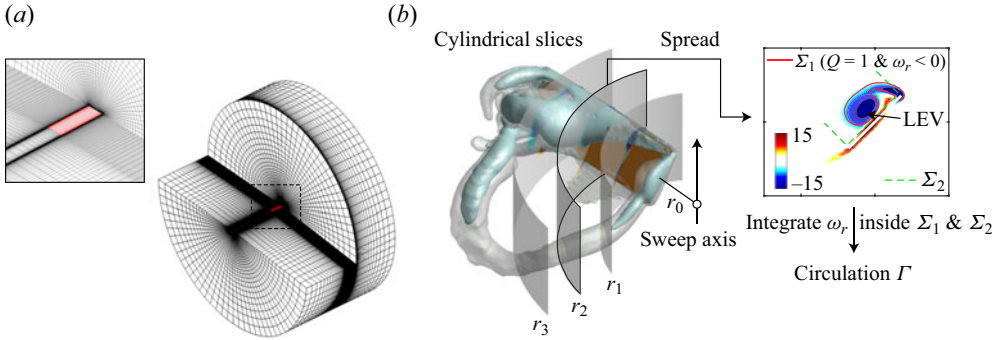 (a)
(b)
Cylindrical slices
Spread
Σ1 (Q = 1 & ωr < 0)
LEV
15
–15
Σ2
r0
Sweep axis
r1
r2
r3
Integrate ωr inside Σ1 & Σ2
Circulation Γ